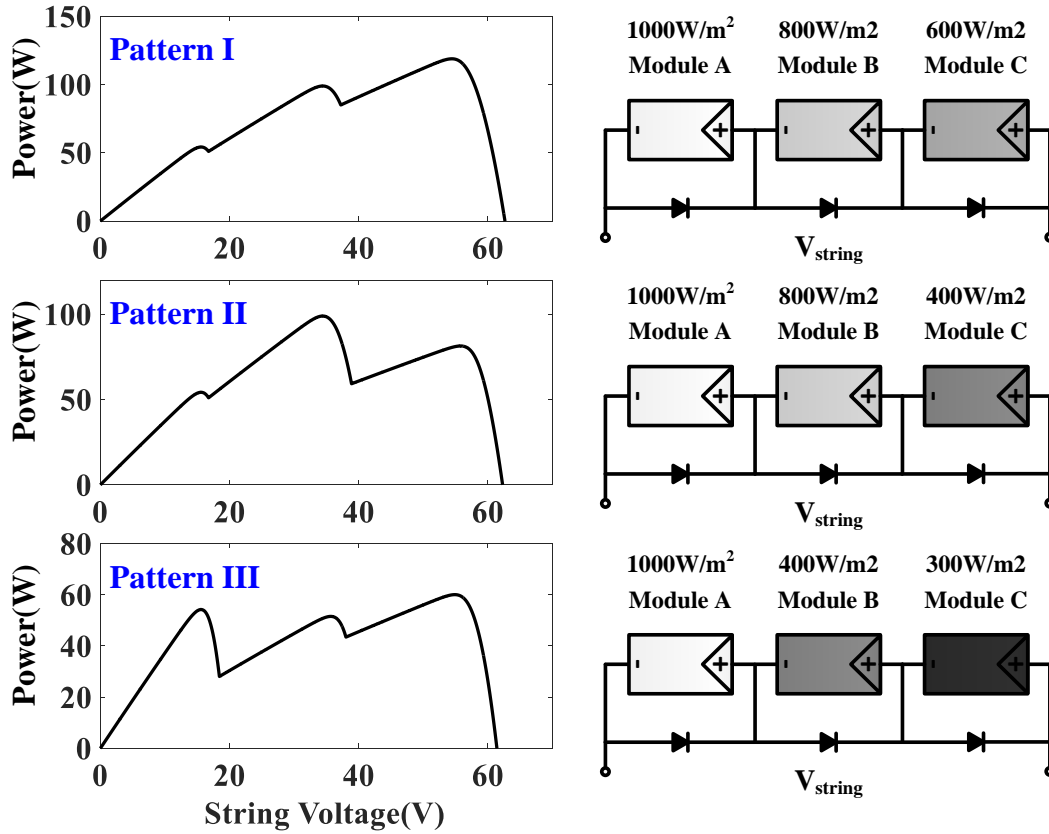 Pattern I
Power(W)
150
100
50
0
0 20 40 60
1000W/m² 800W/m2 600W/m2
Module A Module B Module C
- + - + - +
Vstring
Pattern II
Power(W)
100
50
0
0 20 40 60
1000W/m² 800W/m2 400W/m2
Module A Module B Module C
- + - + - +
Vstring
Pattern III
Power(W)
80
60
40
20
0
0 20 40 60
String Voltage(V)
1000W/m² 400W/m2 300W/m2
Module A Module B Module C
- + - + - +
Vstring